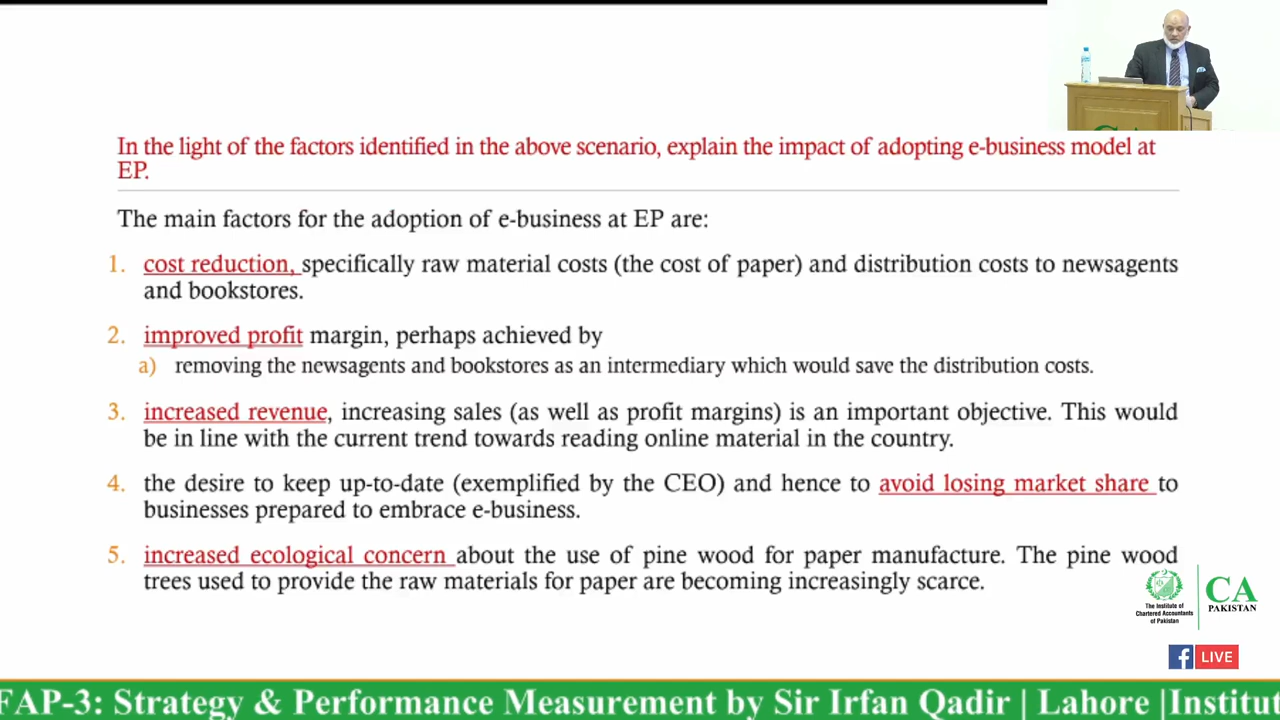 In the light of the factors identified in the above scenario, explain the impact of adopting e-business model at
EP.
The main factors for the adoption of e-business at EP are:
1. cost reduction, specifically raw material costs (the cost of paper) and distribution costs to newsagents
and bookstores.
2. improved profit margin, perhaps achieved by
a) removing the newsagents and bookstores as an intermediary which would save the distribution costs.
3. increased revenue, increasing sales (as well as profit margins) is an important objective. This would
be in line with the current trend towards reading online material in the country.
4. the desire to keep up-to-date (exemplified by the CEO) and hence to avoid losing market share to
businesses prepared to embrace e-business.
5. increased ecological concern about the use of pine wood for paper manufacture. The pine wood
trees used to provide the raw materials for paper are becoming increasingly scarce.
The Institute of
Chartered Accountants
of Pakistan
CA
PAKISTAN
f LIVE
FAP-3: Strategy & Performance Measurement by Sir Irfan Qadir | Lahore |Institut